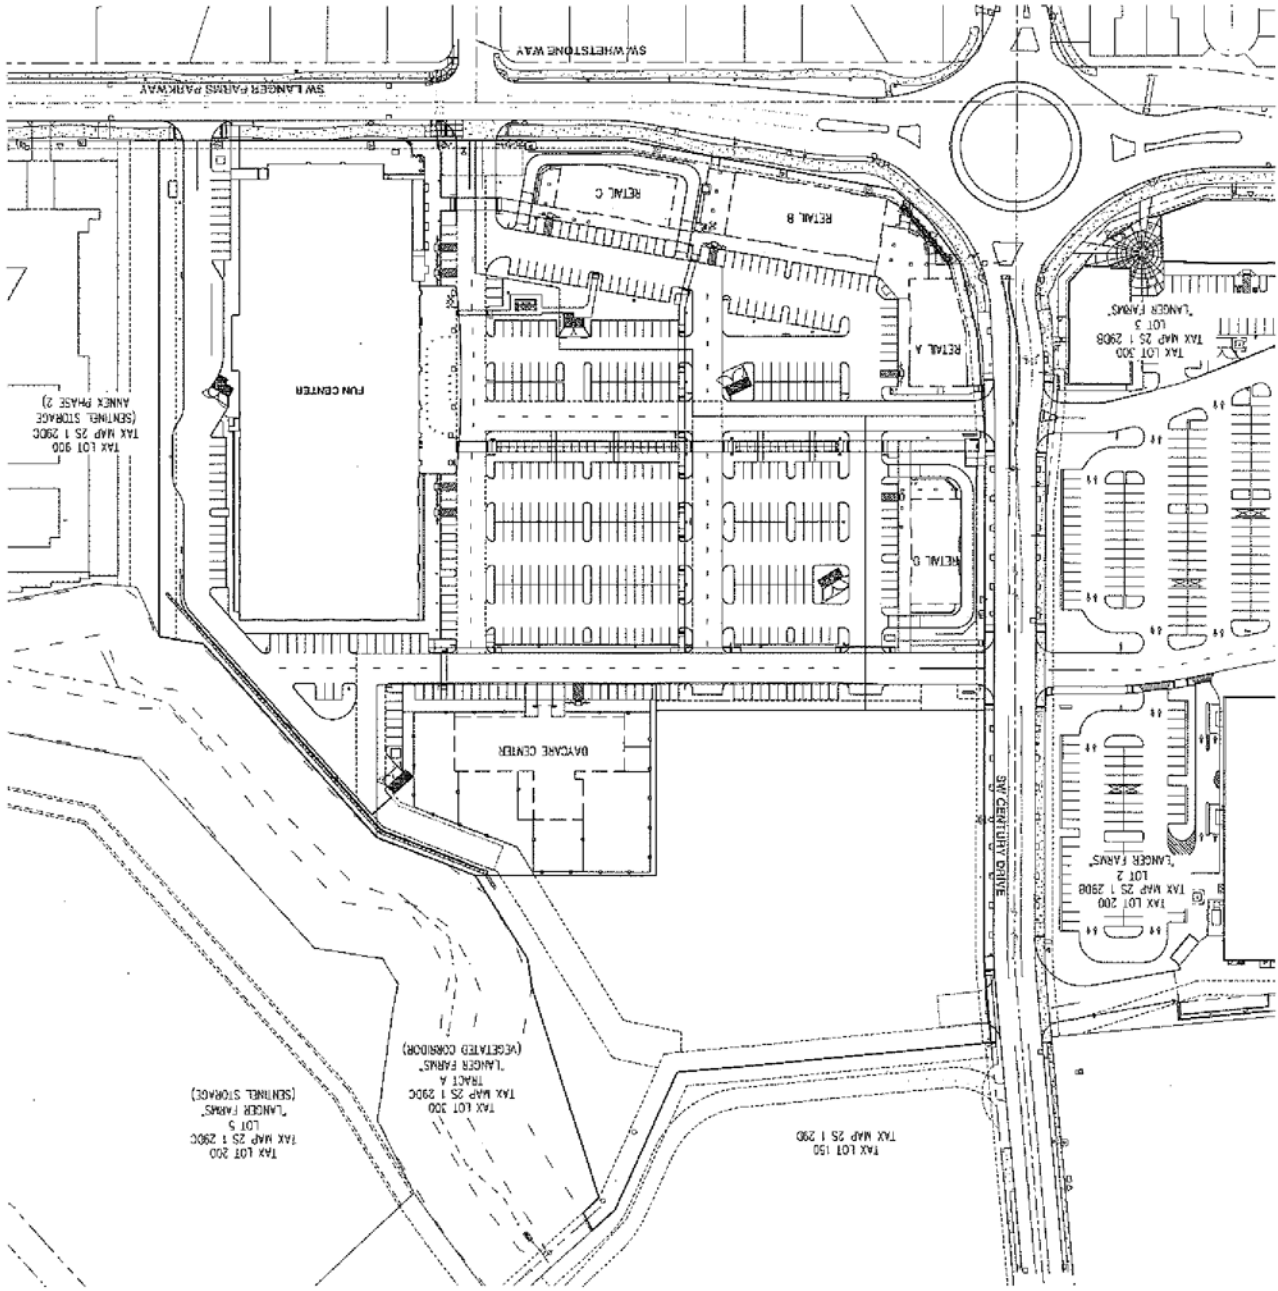 TAX LOT 150
TAX MAP 2S 1 29D
TAX LOT 200
TAX MAP 2S 1 29DC
LOT 5
"LANGER FARMS"
(SENTINEL STORAGE)
TAX LOT 300
TAX MAP 2S 1 29DC
TRACT A
"LANGER FARMS"
(VEGETATED CORRIDOR)
TAX LOT 200
TAX MAP 2S 1 29DB
LOT 2
"LANGER FARMS"
SW CENTURY DRIVE
DAYCARE CENTER
RETAIL D
TAX LOT 900
TAX MAP 2S 1 29DC
(SENTINEL STORAGE
ANNEX PHASE 2)
FUN CENTER
TAX LOT 300
TAX MAP 2S 1 29DB
LOT 3
"LANGER FARMS"
RETAIL A
RETAIL B
RETAIL C
SW LANGER FARMS PARKWAY
SW WHETSTONE WAY